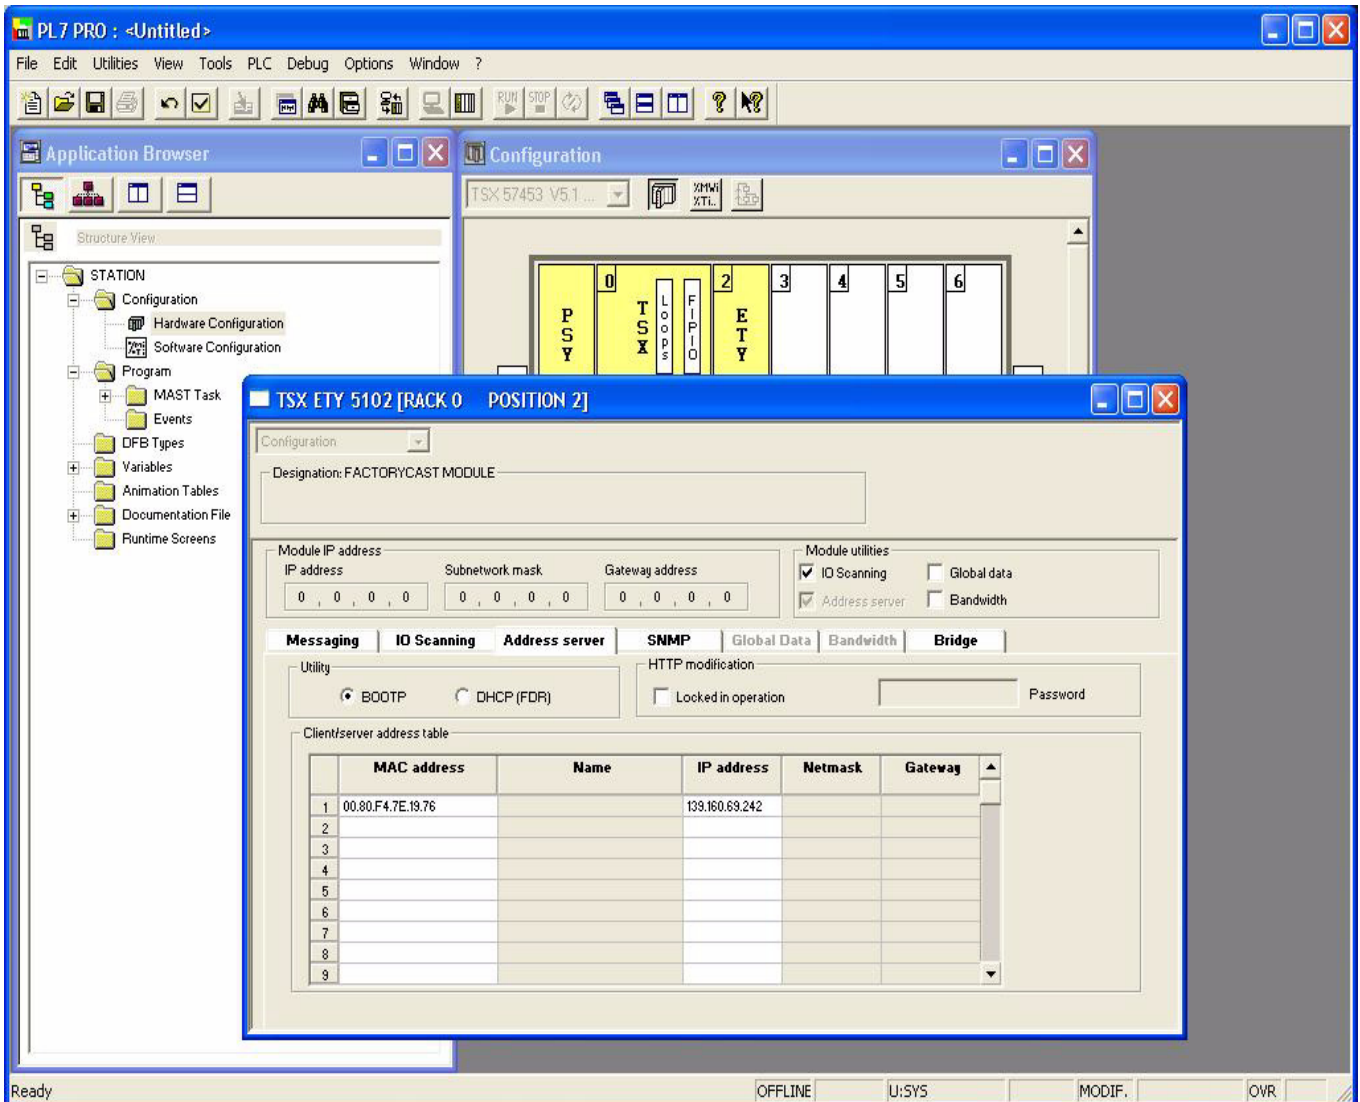 PL7 PRO : <Untitled>
File Edit Utilities View Tools PLC Debug Options Window ?
RUN STOP
Application Browser
Structure View
STATION
Configuration
Hardware Configuration
Software Configuration
Program
MAST Task
Events
DFB Types
Variables
Animation Tables
Documentation File
Runtime Screens
Configuration
TSX 57453 V5.1 ...
%MWi
%Ti..
0 2 3 4 5 6
PSY TSX Loops FIPIO ETY
TSX ETY 5102 [RACK 0 POSITION 2]
Configuration
Designation: FACTORYCAST MODULE
Module IP address
IP address Subnetwork mask Gateway address
0 , 0 , 0 , 0 0 , 0 , 0 , 0 0 , 0 , 0 , 0
Module utilities
IO Scanning Global data
Address server Bandwidth
Messaging IO Scanning Address server SNMP Global Data Bandwidth Bridge
Utility
BOOTP DHCP (FDR)
HTTP modification
Locked in operation Password
Client/server address table
MAC address Name IP address Netmask Gateway
1 00.80.F4.7E.19.76 139.160.69.242
2
3
4
5
6
7
8
9
Ready OFFLINE U:SYS MODIF. OVR